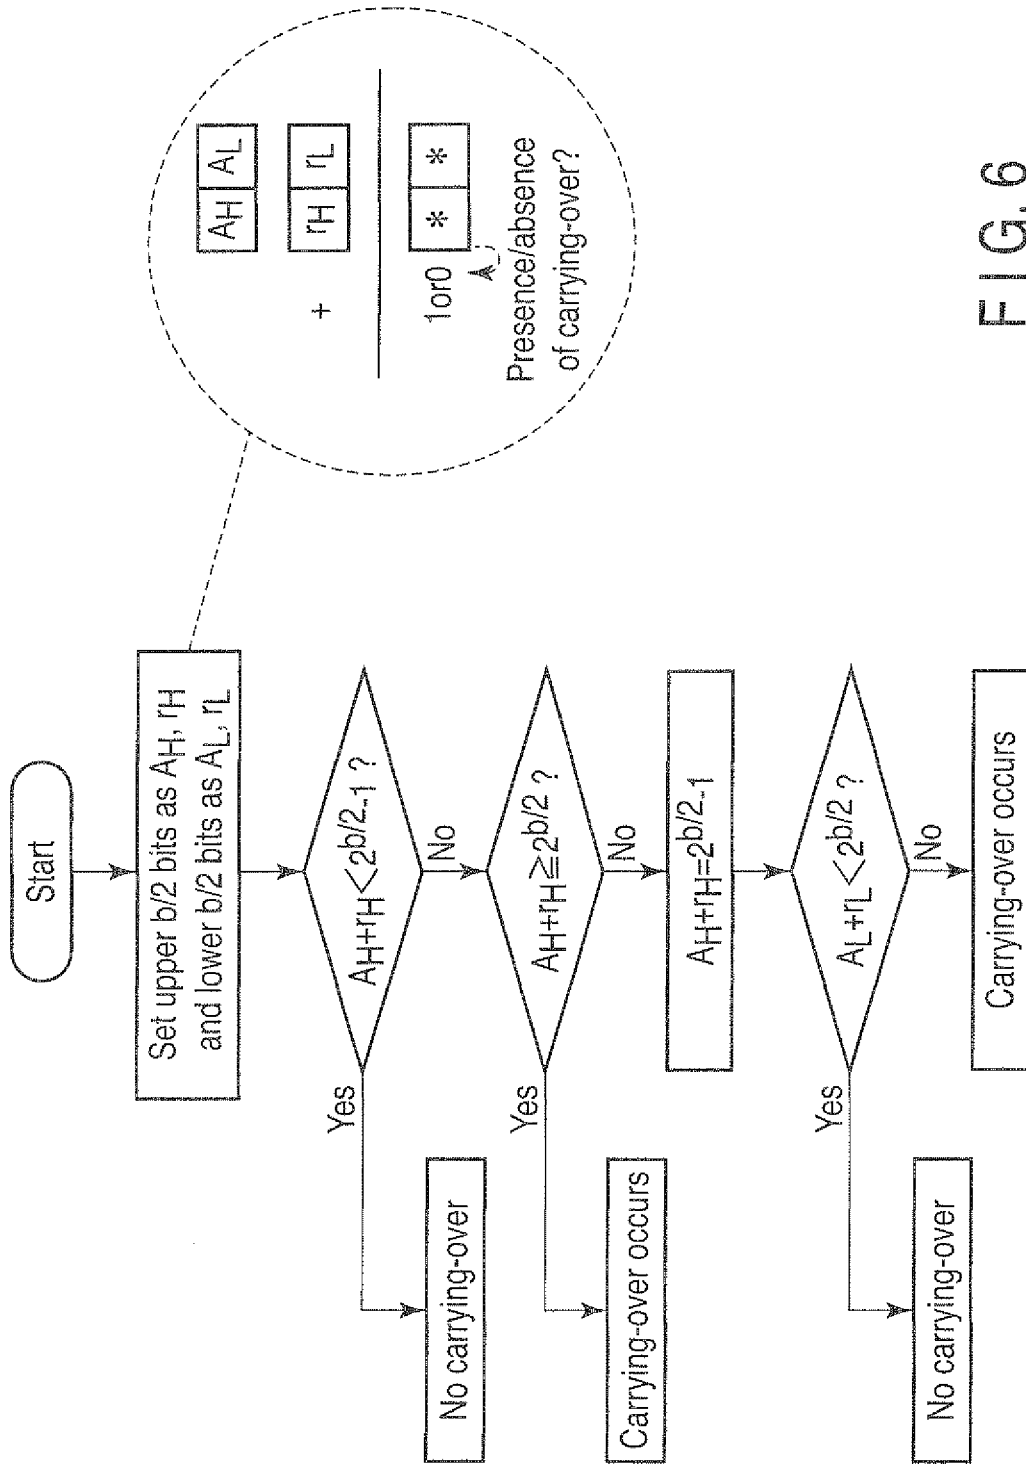 Start
Set upper b/2 bits as AH, rH
and lower b/2 bits as AL, rL
AH+rH<2b/2-1 ?
Yes
No carrying-over
No
AH+rH≧2b/2 ?
Yes
Carrying-over occurs
No
AH+rH=2b/2-1
AL+rL<2b/2 ?
Yes
No carrying-over
No
Carrying-over occurs
AH AL
+ rH rL
1or0 * *
Presence/absence
of carrying-over?
FIG. 6